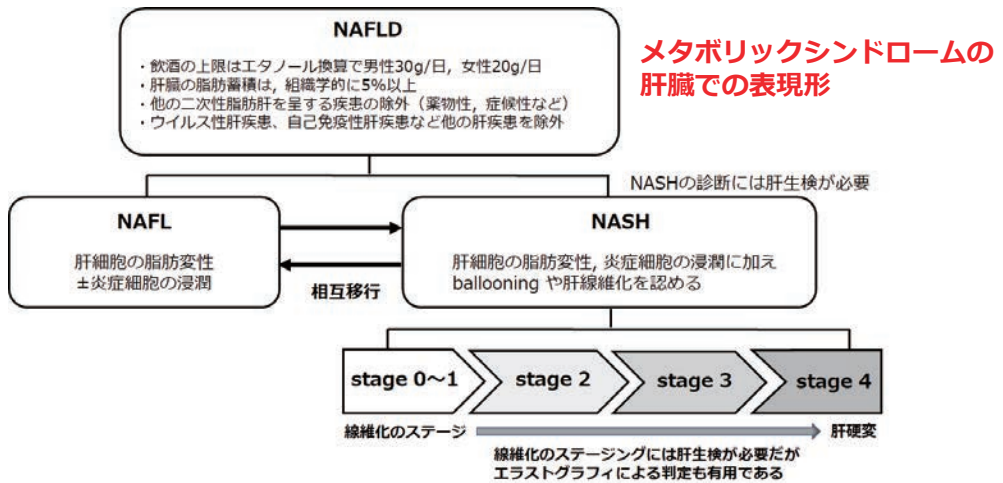 NAFLD
・飲酒の上限はエタノール換算で男性30g/日，女性20g/日
・肝臓の脂肪蓄積は，組織学的に5%以上
・他の二次性脂肪肝を呈する疾患の除外（薬物性，症候性など）
・ウイルス性肝疾患、自己免疫性肝疾患など他の肝疾患を除外
メタボリックシンドロームの
肝臓での表現形
NASHの診断には肝生検が必要
NAFL
肝細胞の脂肪変性
±炎症細胞の浸潤
相互移行
NASH
肝細胞の脂肪変性, 炎症細胞の浸潤に加え
ballooning や肝線維化を認める
stage 0～1
stage 2
stage 3
stage 4
線維化のステージ
肝硬変
線維化のステージングには肝生検が必要だが
エラストグラフィによる判定も有用である